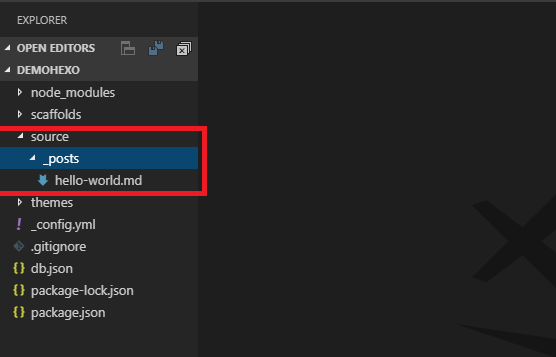 EXPLORER
OPEN EDITORS
DEMOHEXO
node_modules
scaffolds
source
_posts
hello-world.md
themes
_config.yml
.gitignore
db.json
package-lock.json
package.json